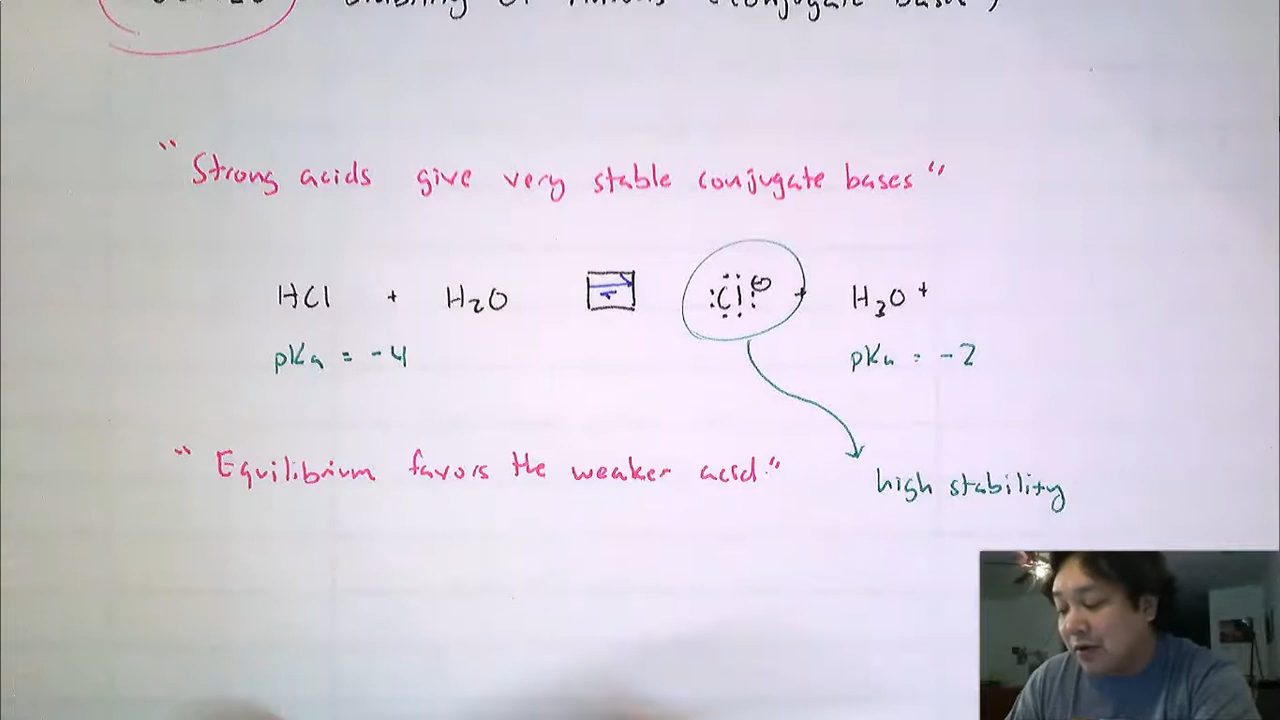 " Strong acids give very stable conjugate bases "
HCl + H₂O :Cl:⊖ + H₃O +
pKa = -4 pKa = -2
" Equilibrium favors the weaker acid."
high stability